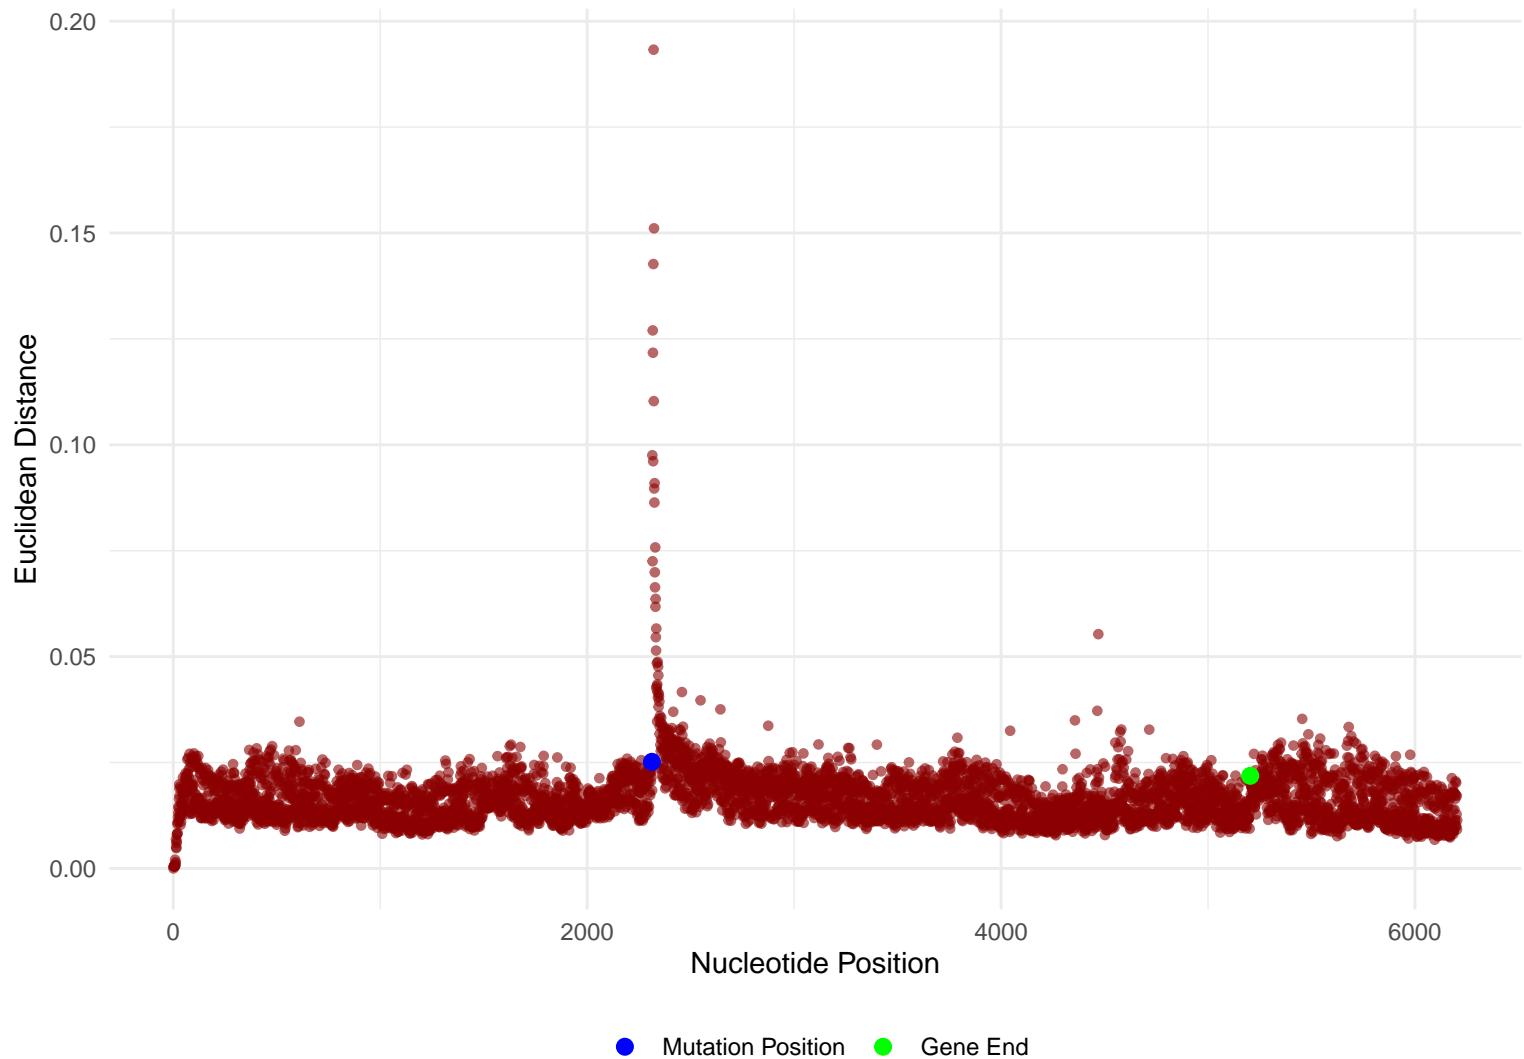 0.20
0.15
0.10
0.05
0.00
Euclidean Distance
0 2000 4000 6000
Nucleotide Position
Mutation Position Gene End